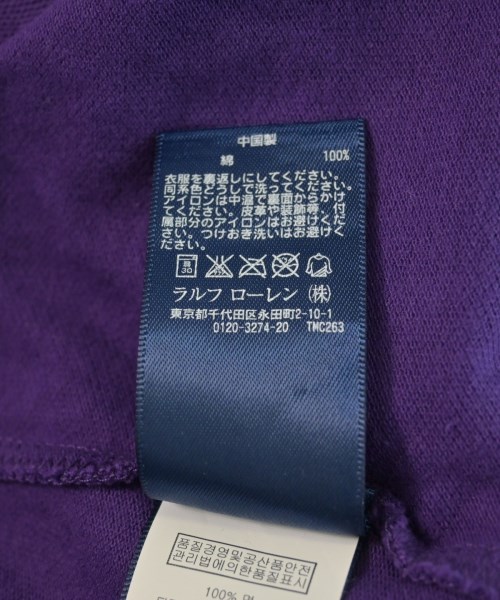 中国製
綿 100%
衣服を裏返しにしてください。
同系色どうしで洗ってください。
アイロンは中温で裏面からかけ
てください。皮革や装飾等、付
属部分のアイロンはお避けくだ
さい。つけおき洗いはお避けく
ださい。
30
ラルフ ローレン (株)
東京都千代田区永田町2-10-1
0120-3274-20 TMC263
품질경영및공산품안전
관리법에의한품질표시
100% 면